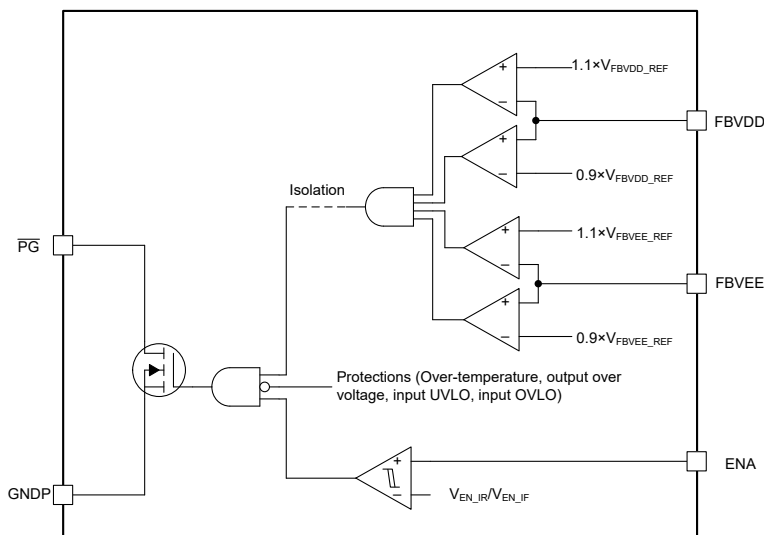 1.1×VFBVDD_REF
+
−
FBVDD
+
−
0.9×VFBVDD_REF
Isolation
1.1×VFBVEE_REF
+
−
PG
FBVEE
+
−
0.9×VFBVEE_REF
Protections (Over-temperature, output over
voltage, input UVLO, input OVLO)
+
ENA
−
GNDP
VEN_IR/VEN_IF